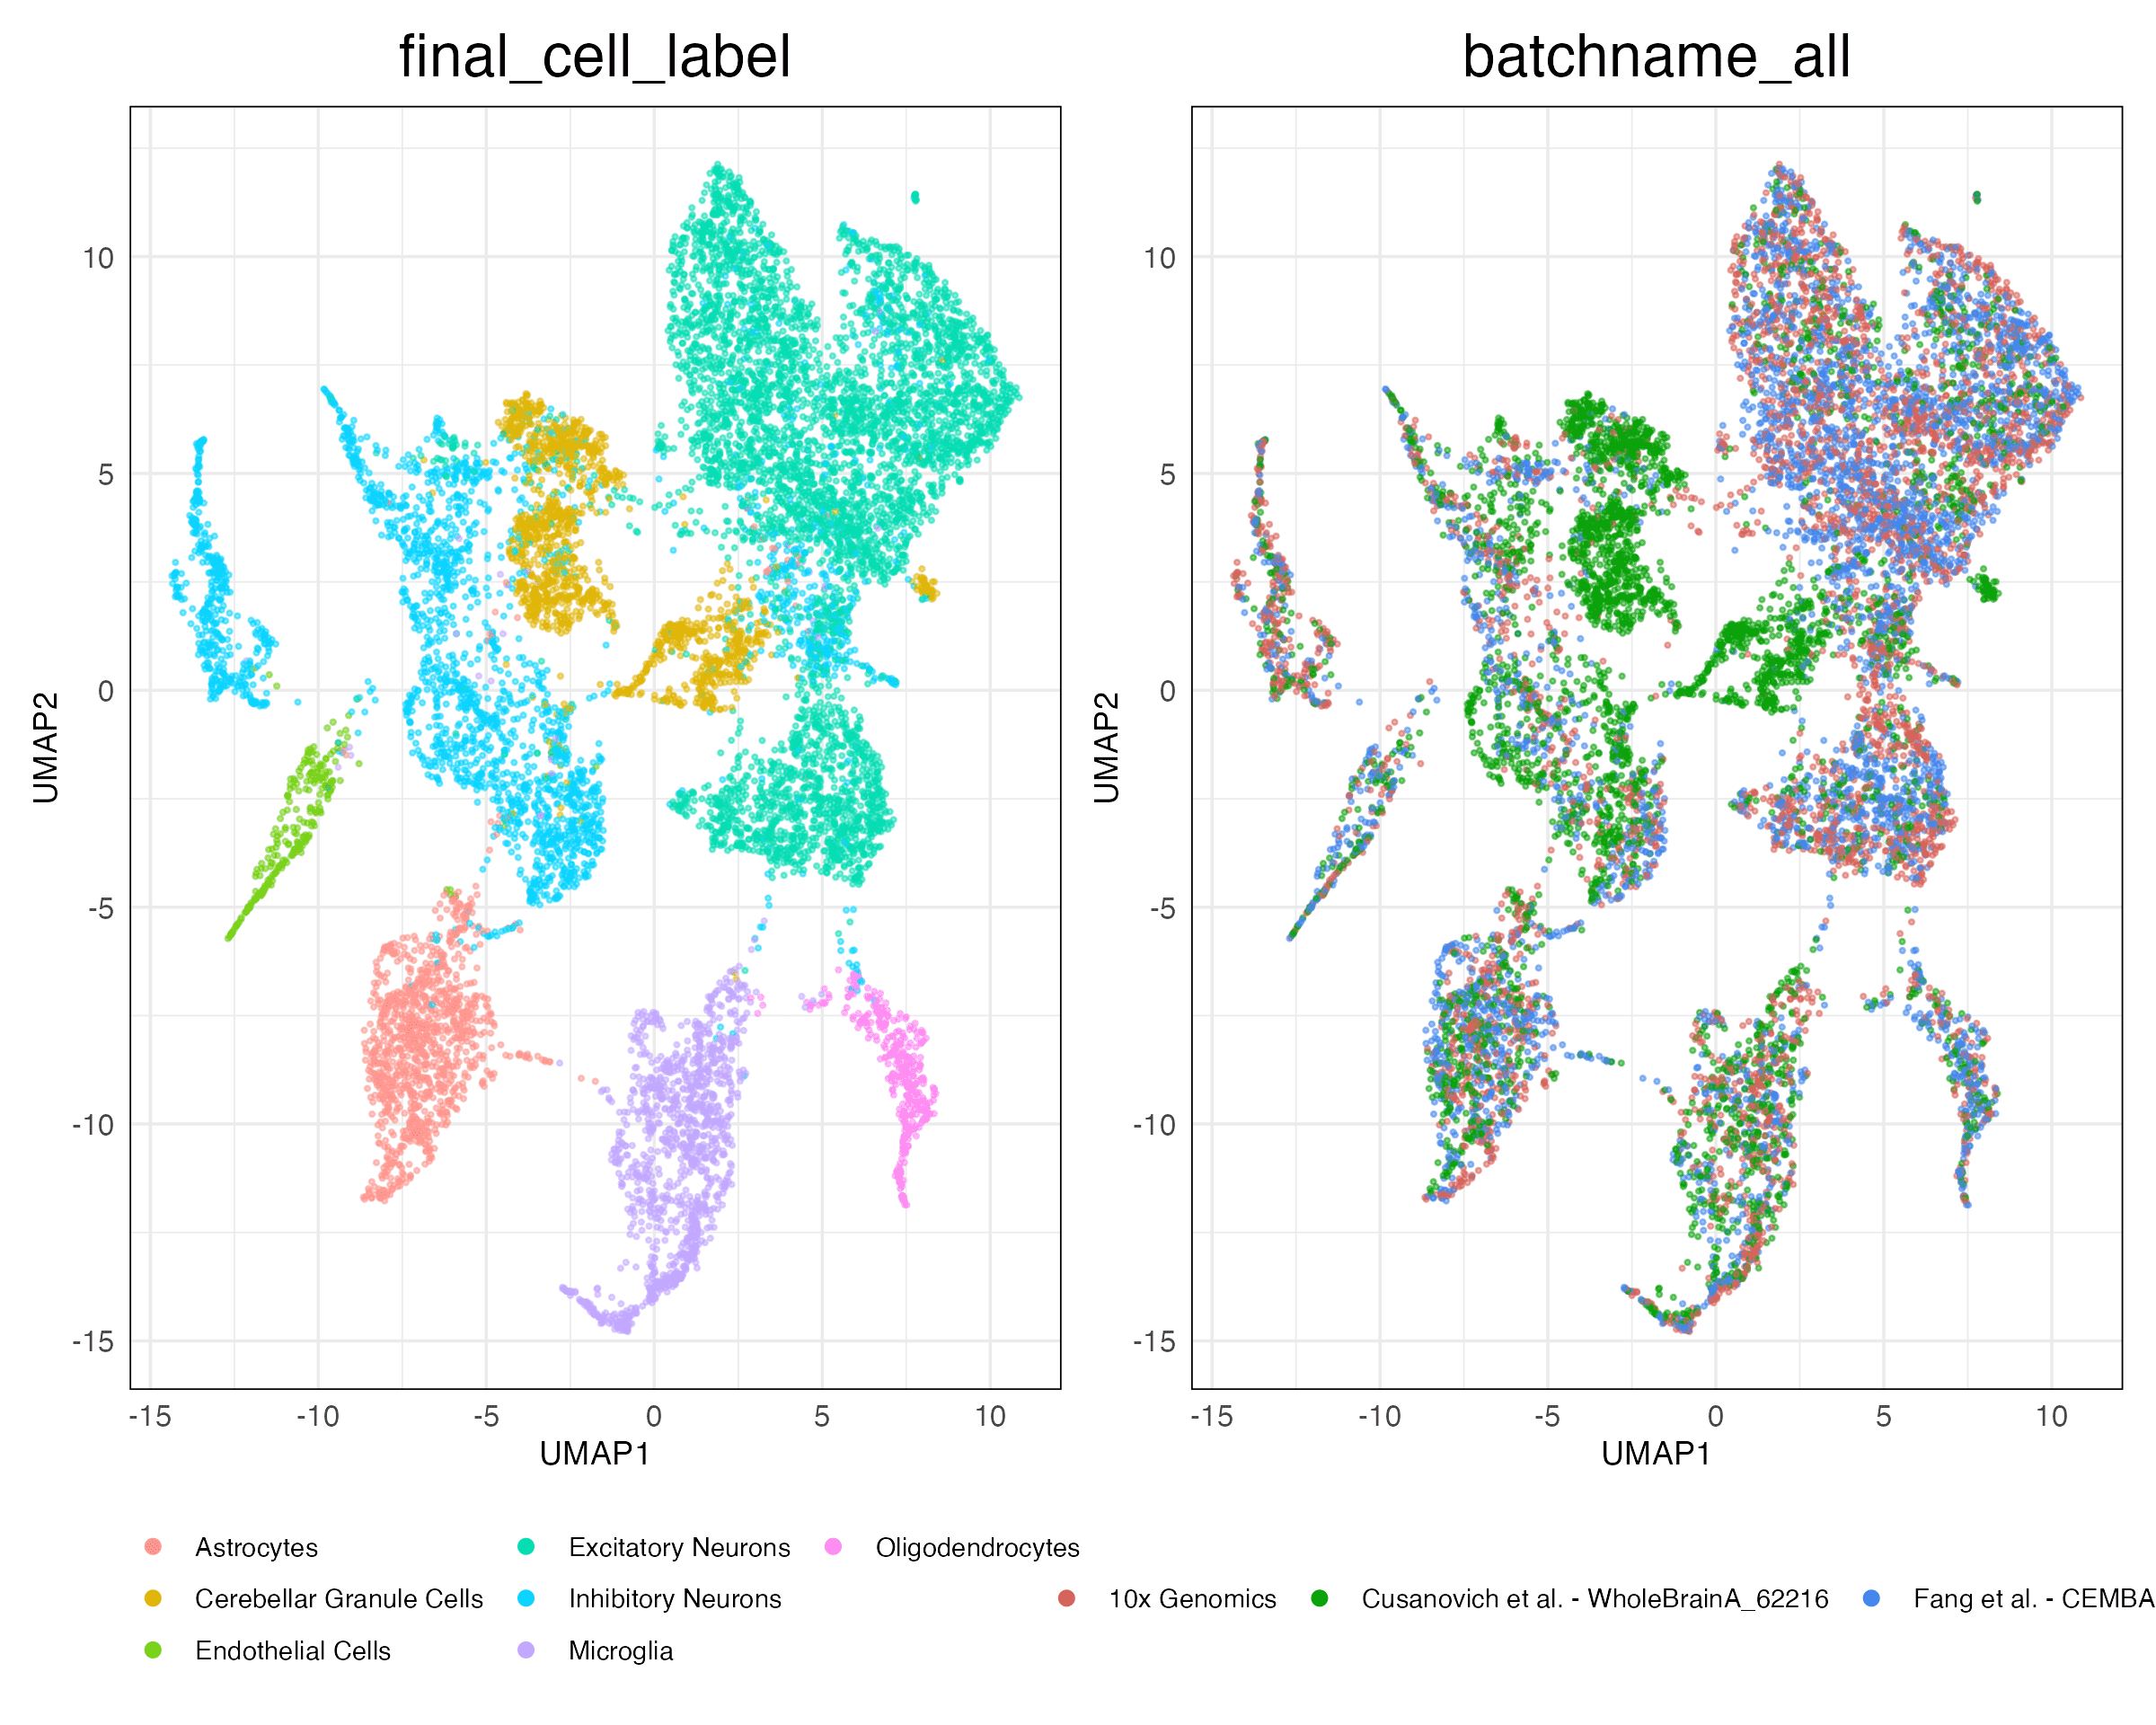 final_cell_label
batchname_all
10
5
0
-5
-10
-15
UMAP2
-15 -10 -5 0 5 10
UMAP1
10
5
0
-5
-10
-15
UMAP2
-15 -10 -5 0 5 10
UMAP1
Astrocytes
Cerebellar Granule Cells
Endothelial Cells
Excitatory Neurons
Inhibitory Neurons
Microglia
Oligodendrocytes
10x Genomics
Cusanovich et al. - WholeBrainA_62216
Fang et al. - CEMBA